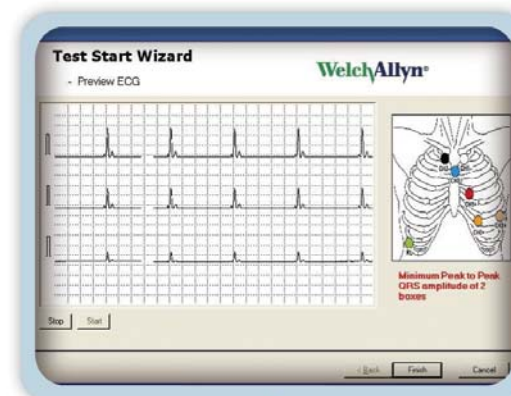 Test Start Wizard
WelchAllyn®
- Preview ECG
Minimum Peak to Peak
QRS amplitude of 2
boxes
Stop Start
< Back Finish Cancel